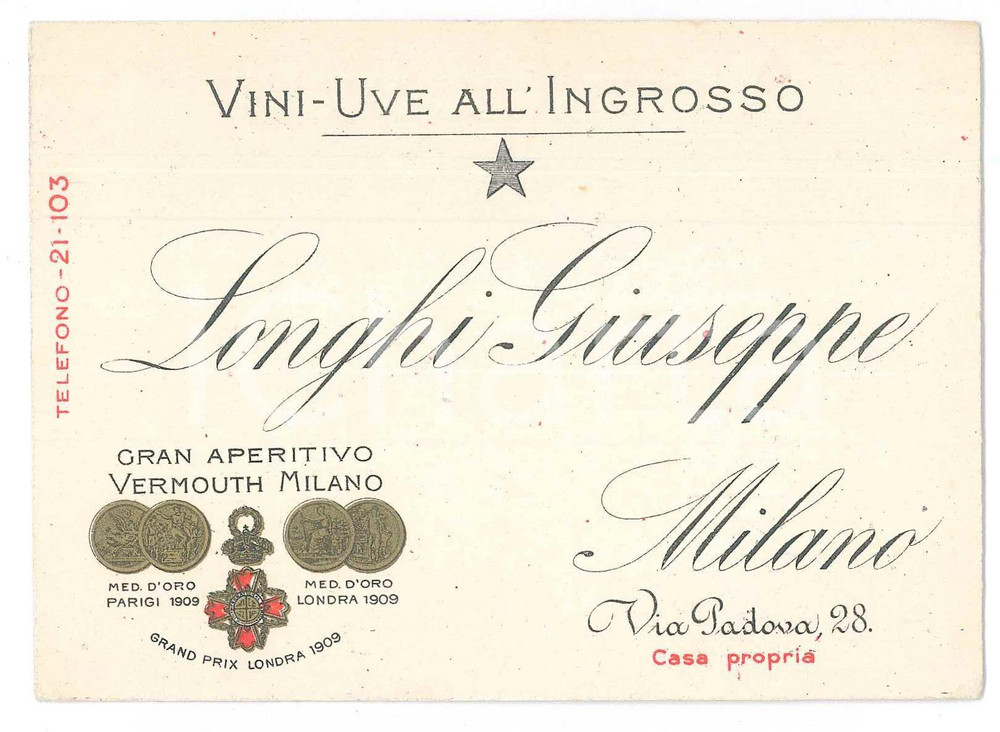 VINI-UVE ALL'INGROSSO
TELEFONO-21-103
Longhi Giuseppe
GRAN APERITIVO
VERMOUTH MILANO
MED. D'ORO
PARIGI 1909
MED. D'ORO
LONDRA 1909
GRAND PRIX LONDRA 1909
Milano
Via Padova, 28.
Casa propria